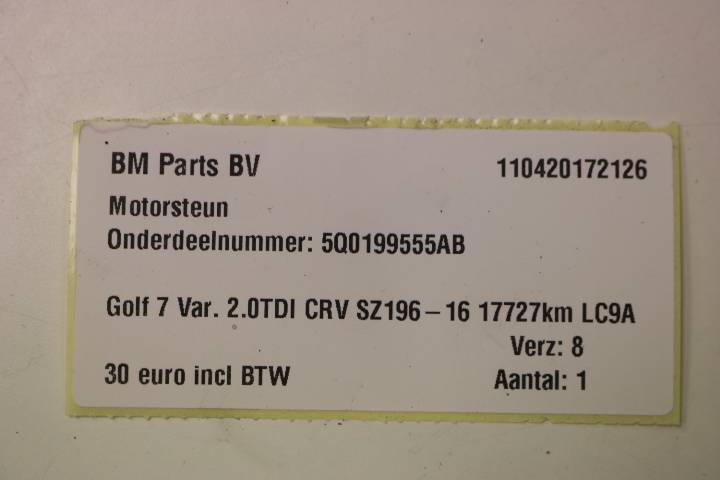 BM Parts BV 110420172126
Motorsteun
Onderdeelnummer: 5Q0199555AB
Golf 7 Var. 2.0TDI CRV SZ196-16 17727km LC9A
Verz: 8
30 euro incl BTW Aantal: 1